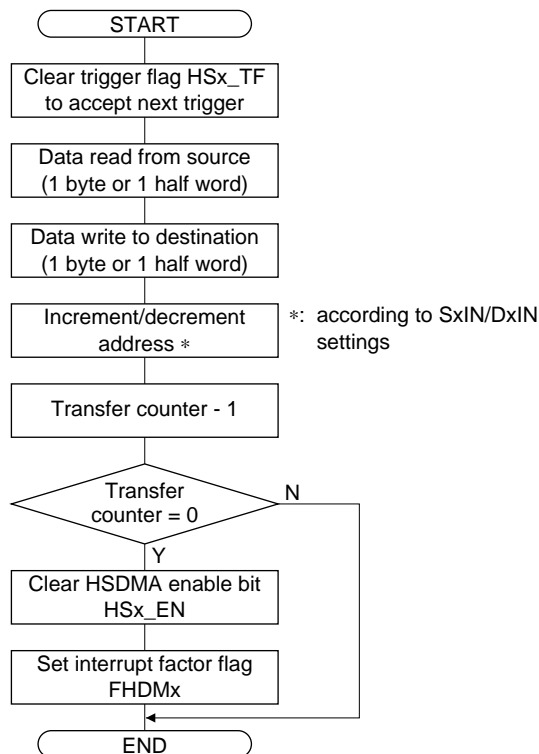 START
Clear trigger flag HSx_TF
to accept next trigger
Data read from source
(1 byte or 1 half word)
Data write to destination
(1 byte or 1 half word)
Increment/decrement
address ∗
∗: according to SxIN/DxIN
settings
Transfer counter - 1
Transfer
counter = 0
N
Y
Clear HSDMA enable bit
HSx_EN
Set interrupt factor flag
FHDMx
END